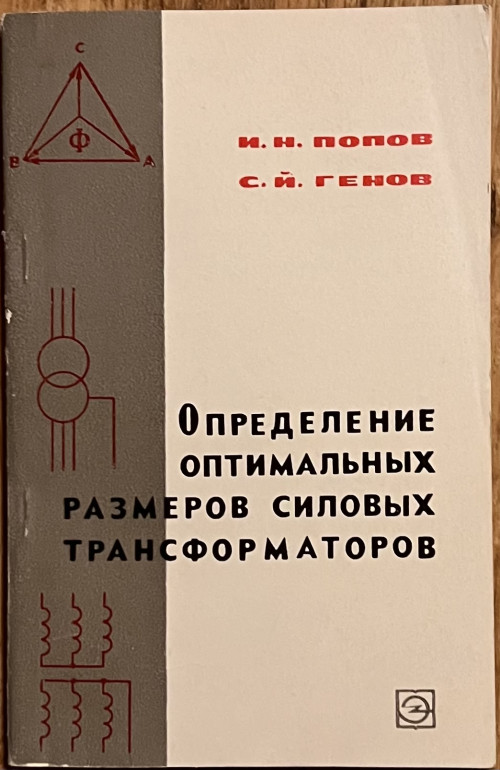 C
Ф
B A
И. Н. ПОПОВ
С. Й. ГЕНОВ
ОПРЕДЕЛЕНИЕ
ОПТИМАЛЬНЫХ
РАЗМЕРОВ СИЛОВЫХ
ТРАНСФОРМАТОРОВ